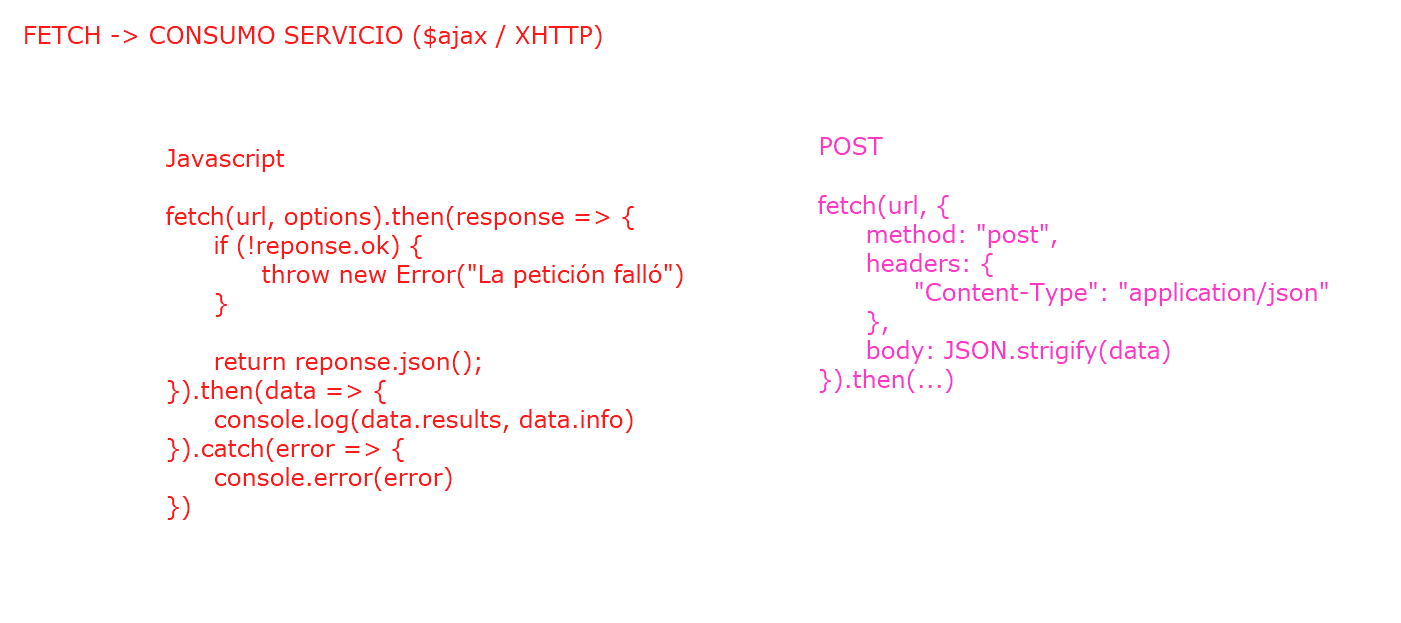 FETCH -> CONSUMO SERVICIO ($ajax / XHTTP)
Javascript
fetch(url, options).then(response => {
if (!reponse.ok) {
throw new Error("La petición falló")
}
return reponse.json();
}).then(data => {
console.log(data.results, data.info)
}).catch(error => {
console.error(error)
})
POST
fetch(url, {
method: "post",
headers: {
"Content-Type": "application/json"
},
body: JSON.strigify(data)
}).then(...)